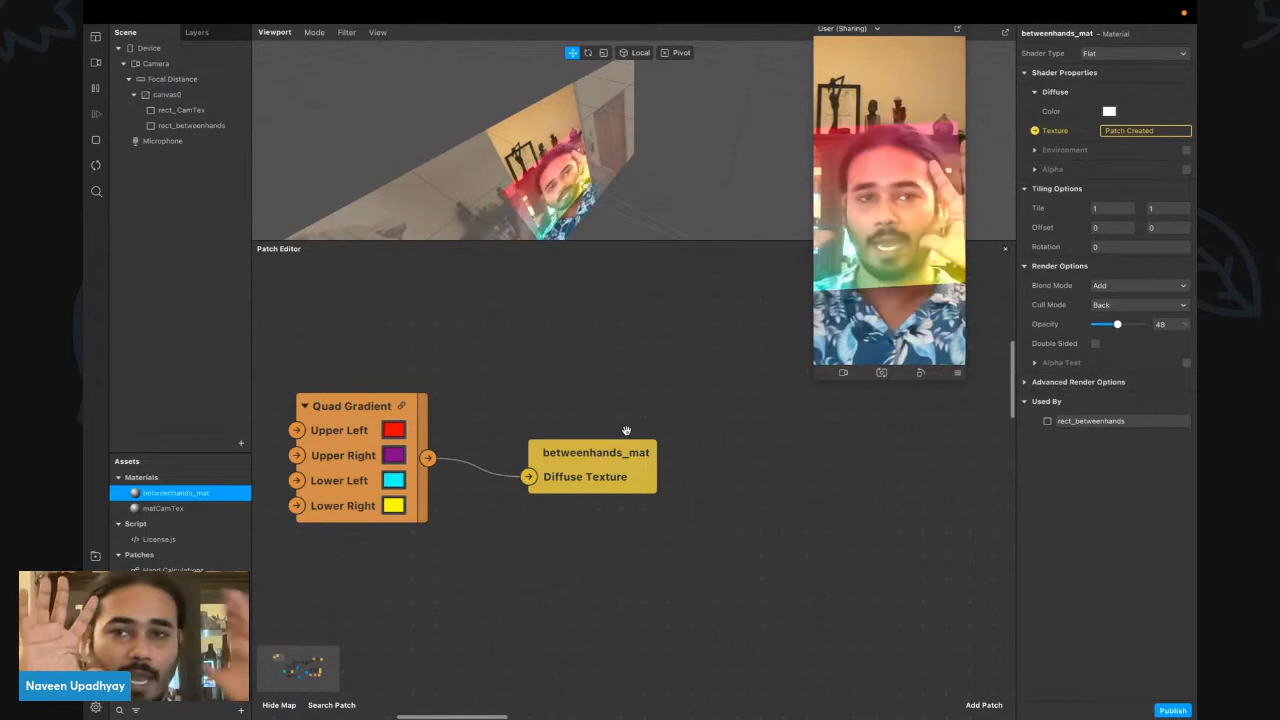 Scene
Layers
Device
Camera
Focal Distance
canvas0
rect_CamTex
rect_betweenhands
Microphone
Assets
Materials
betweenhands_mat
matCamTex
Script
License.js
Patches
Hand Calculations
Naveen Upadhyay
Viewport
Mode
Filter
View
Local
Pivot
User (Sharing)
Patch Editor
Quad Gradient
Upper Left
Upper Right
Lower Left
Lower Right
betweenhands_mat
Diffuse Texture
Hide Map
Search Patch
Add Patch
betweenhands_mat – Material
Shader Type Flat
Shader Properties
Diffuse
Color
Texture Patch Created
Environment
Alpha
Tiling Options
Tile 1 1
Offset 0 0
Rotation 0
Render Options
Blend Mode Add
Cull Mode Back
Opacity 48 %
Double Sided
Alpha Test
Advanced Render Options
Used By
rect_betweenhands
Publish